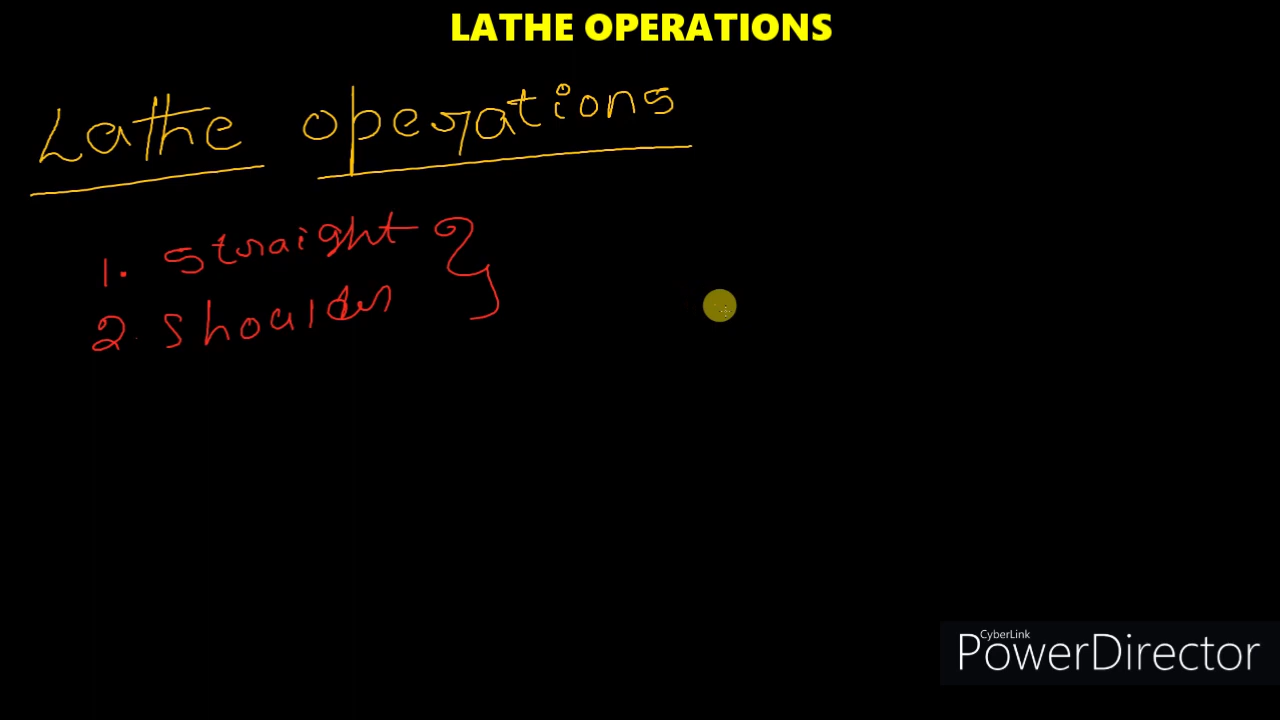 LATHE OPERATIONS
Lathe operations
1. Straight
2. Shoulder
CyberLink
PowerDirector